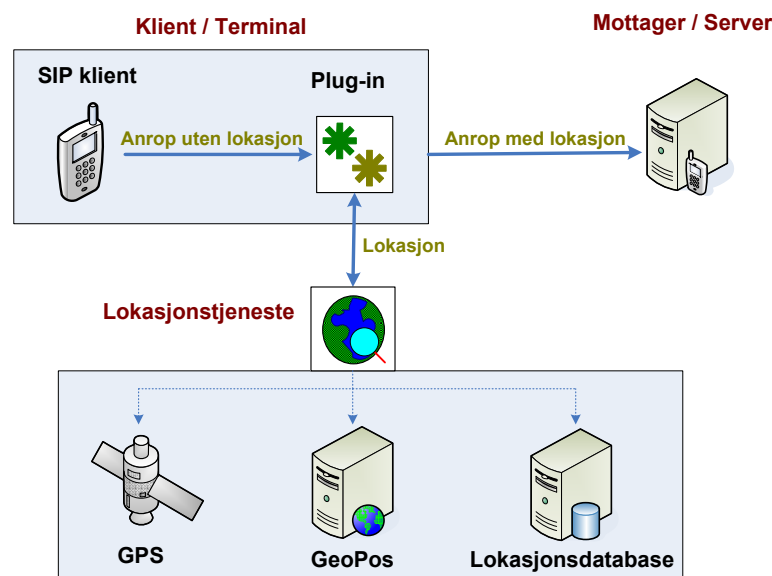 Klient / Terminal
Mottager / Server
SIP klient
Plug-in
Anrop uten lokasjon
Anrop med lokasjon
Lokasjon
Lokasjonstjeneste
GPS
GeoPos
Lokasjonsdatabase